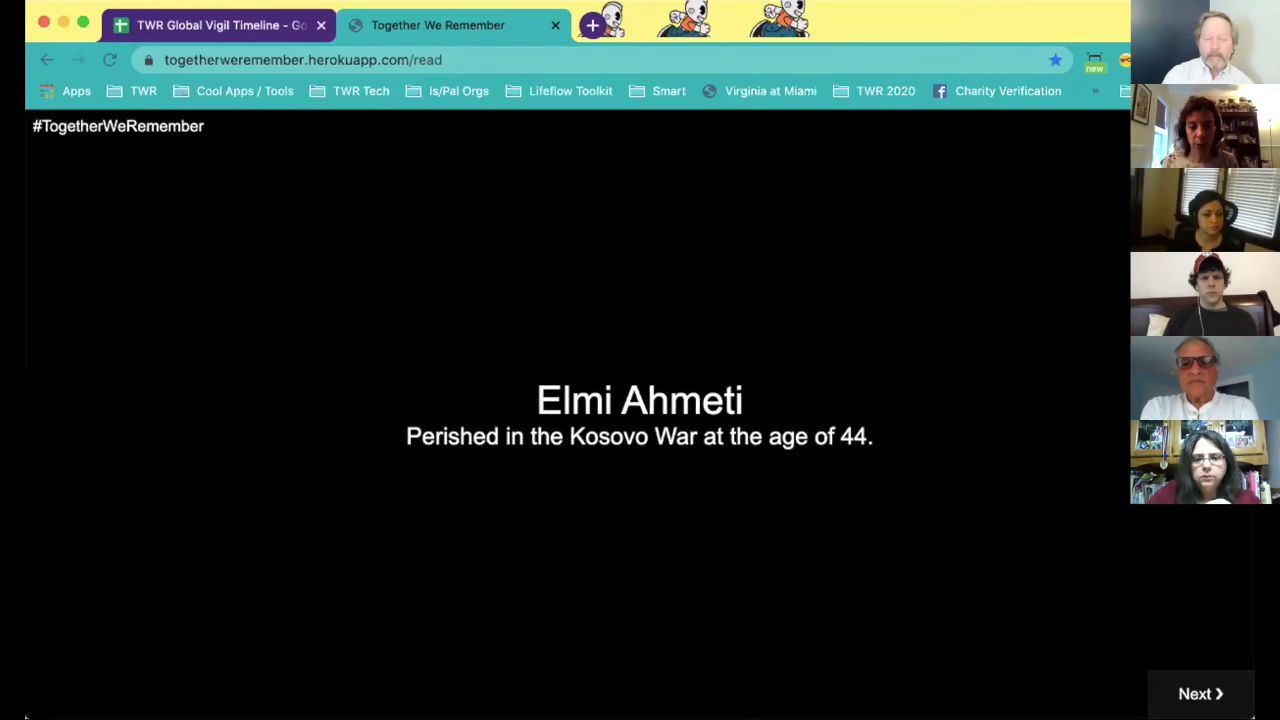 TWR Global Vigil Timeline - Go
Together We Remember
togetherweremember.herokuapp.com/read
new
Apps
TWR
Cool Apps / Tools
TWR Tech
Is/Pal Orgs
Lifeflow Toolkit
Smart
Virginia at Miami
TWR 2020
Charity Verification
»
#TogetherWeRemember
Elmi Ahmeti
Perished in the Kosovo War at the age of 44.
Next ❯